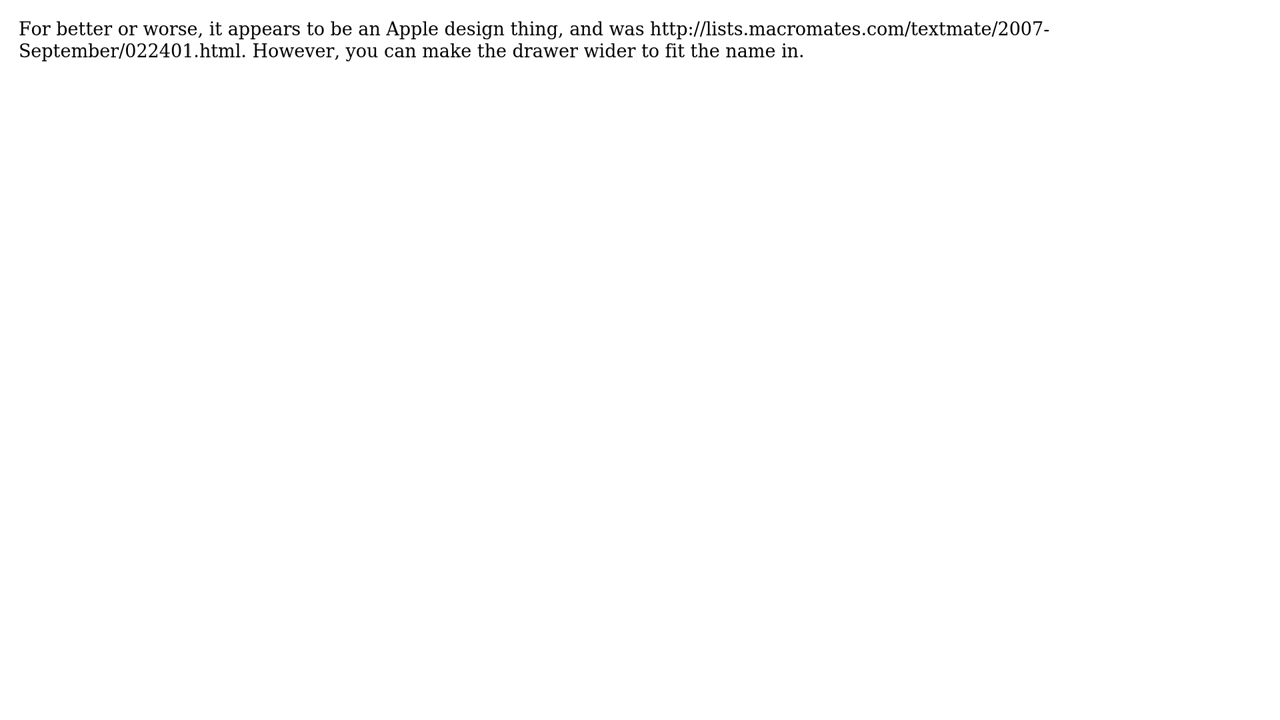 For better or worse, it appears to be an Apple design thing, and was http://lists.macromates.com/textmate/2007-
September/022401.html. However, you can make the drawer wider to fit the name in.